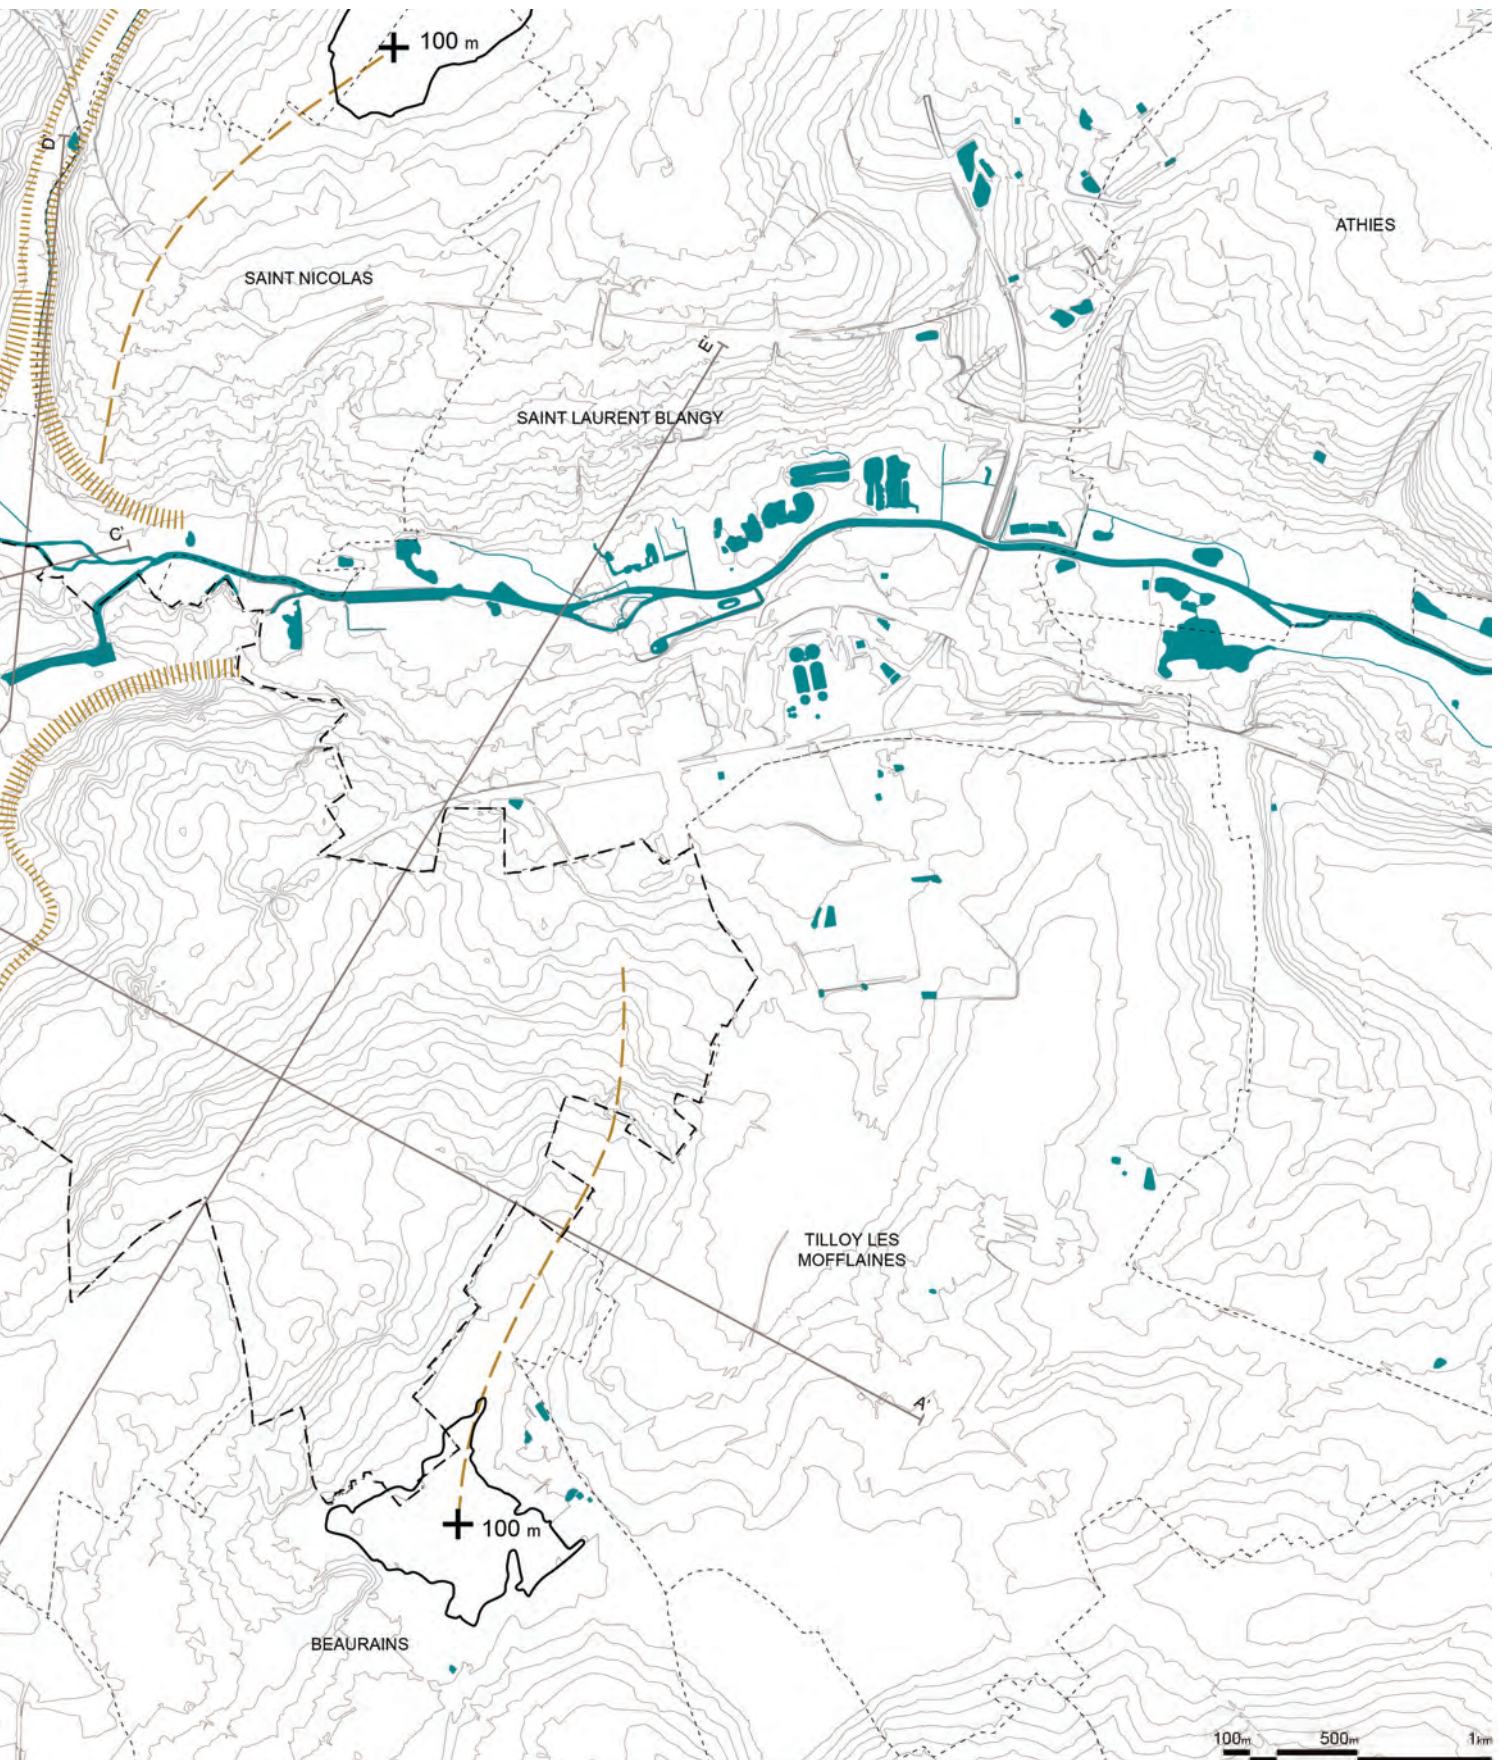 100 m
D'
ATHIES
SAINT NICOLAS
E'
SAINT LAURENT BLANGY
C'
TILLOY LES
MOFFLAINES
A'
100 m
BEAURAINS
100m 500m 1km